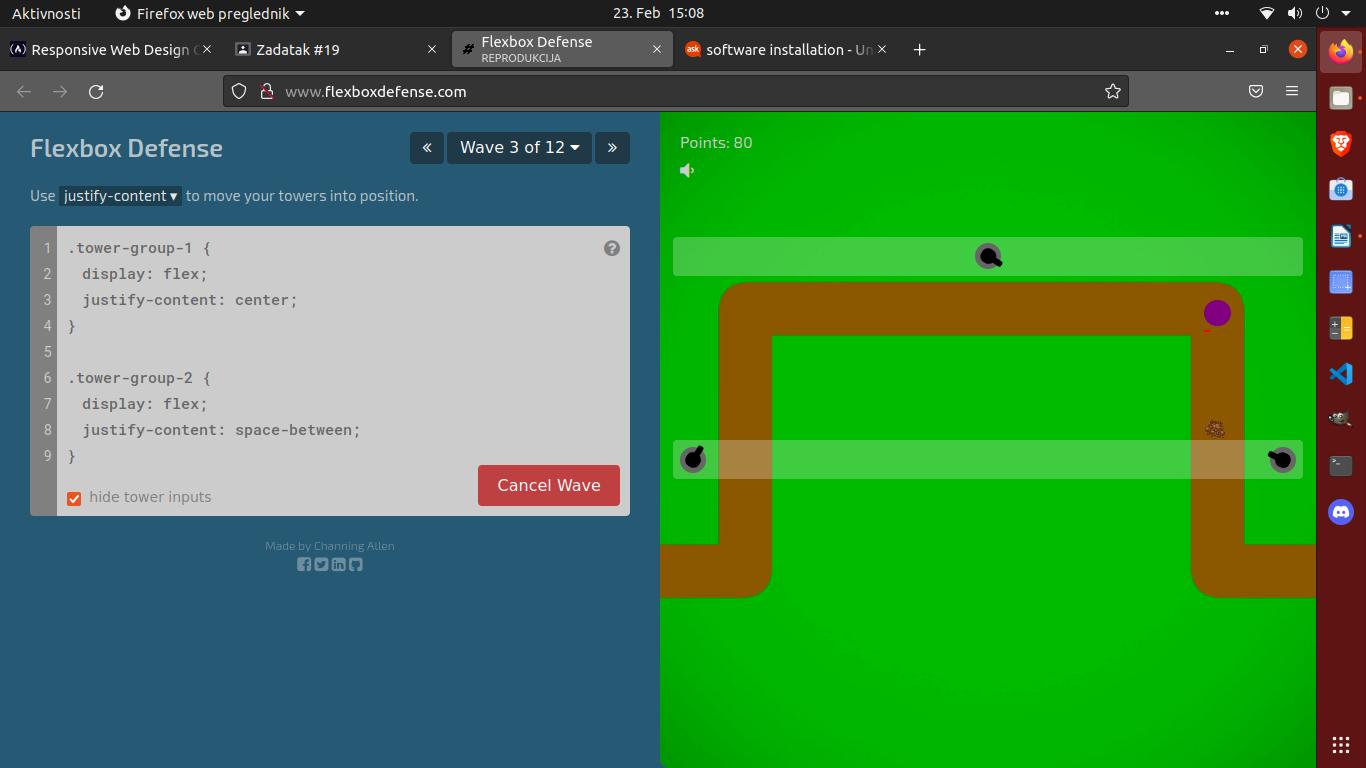 Aktivnosti
Firefox web preglednik
23. Feb 15:08
Responsive Web Design
Zadatak #19
Flexbox Defense
REPRODUKCIJA
software installation - Un
www.flexboxdefense.com
Flexbox Defense
« Wave 3 of 12 »
Use justify-content ▾ to move your towers into position.
1 .tower-group-1 {
2 display: flex;
3 justify-content: center;
4 }
5
6 .tower-group-2 {
7 display: flex;
8 justify-content: space-between;
9 }
hide tower inputs
Cancel Wave
Made by Channing Allen
Points: 80